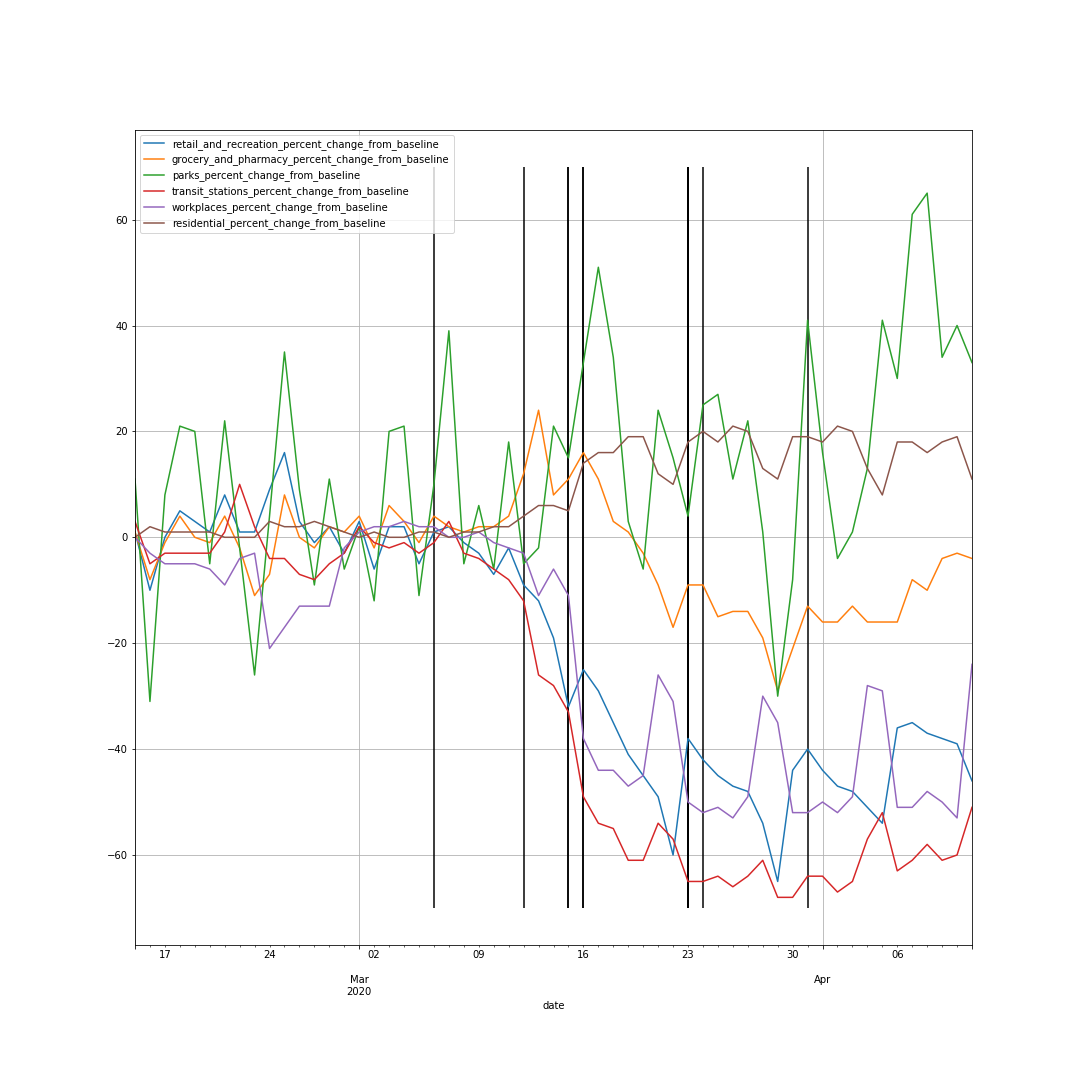 retail_and_recreation_percent_change_from_baseline
grocery_and_pharmacy_percent_change_from_baseline
parks_percent_change_from_baseline
transit_stations_percent_change_from_baseline
workplaces_percent_change_from_baseline
residential_percent_change_from_baseline
60
40
20
0
−20
−40
−60
17 24 02 09 16 23 30 06
Mar Apr
2020
date